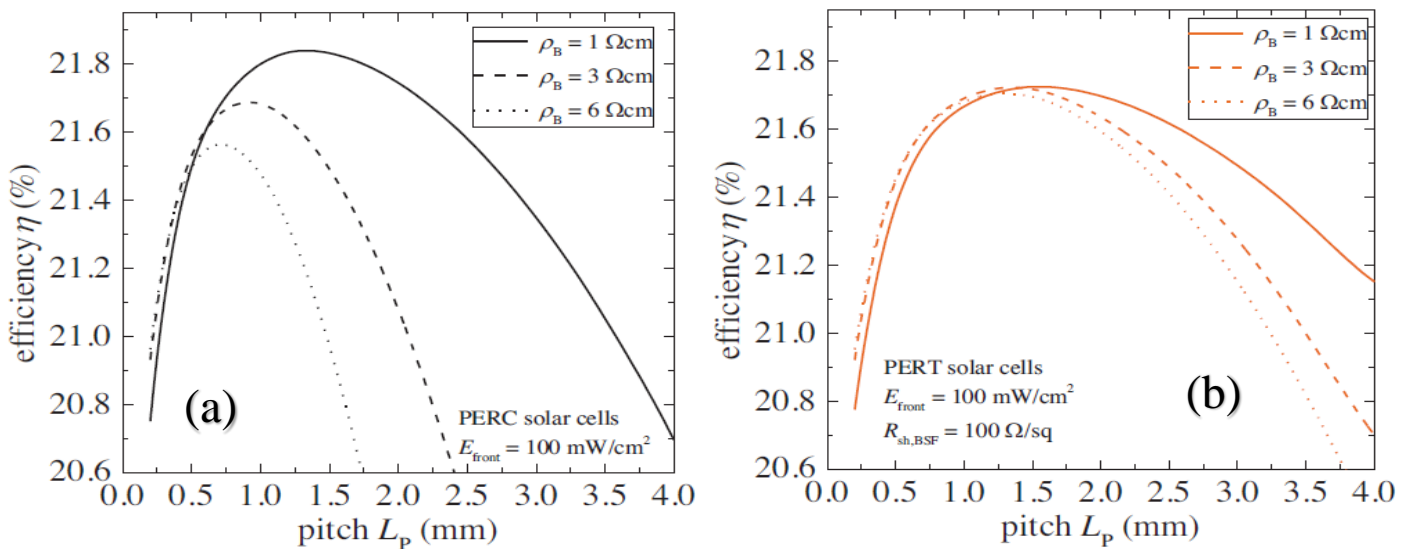 ρB = 1 Ωcm
ρB = 3 Ωcm
ρB = 6 Ωcm
21.8
21.6
21.4
21.2
21.0
20.8
20.6
efficiency η (%)
(a)
PERC solar cells
Efront = 100 mW/cm²
0.0 0.5 1.0 1.5 2.0 2.5 3.0 3.5 4.0
pitch LP (mm)
ρB = 1 Ωcm
ρB = 3 Ωcm
ρB = 6 Ωcm
21.8
21.6
21.4
21.2
21.0
20.8
20.6
efficiency η (%)
PERT solar cells
Efront = 100 mW/cm²
Rsh,BSF = 100 Ω/sq
(b)
0.0 0.5 1.0 1.5 2.0 2.5 3.0 3.5 4.0
pitch LP (mm)